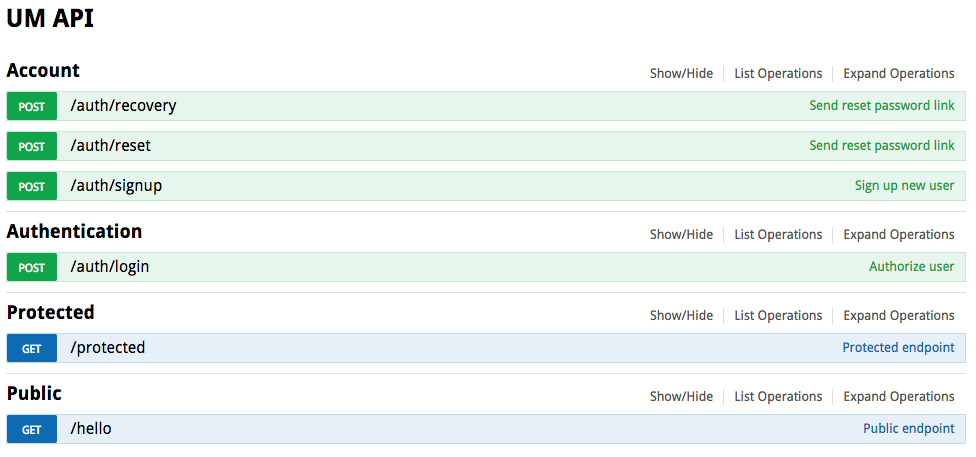 UM API
Account Show/Hide List Operations Expand Operations
POST /auth/recovery Send reset password link
POST /auth/reset Send reset password link
POST /auth/signup Sign up new user
Authentication Show/Hide List Operations Expand Operations
POST /auth/login Authorize user
Protected Show/Hide List Operations Expand Operations
GET /protected Protected endpoint
Public Show/Hide List Operations Expand Operations
GET /hello Public endpoint